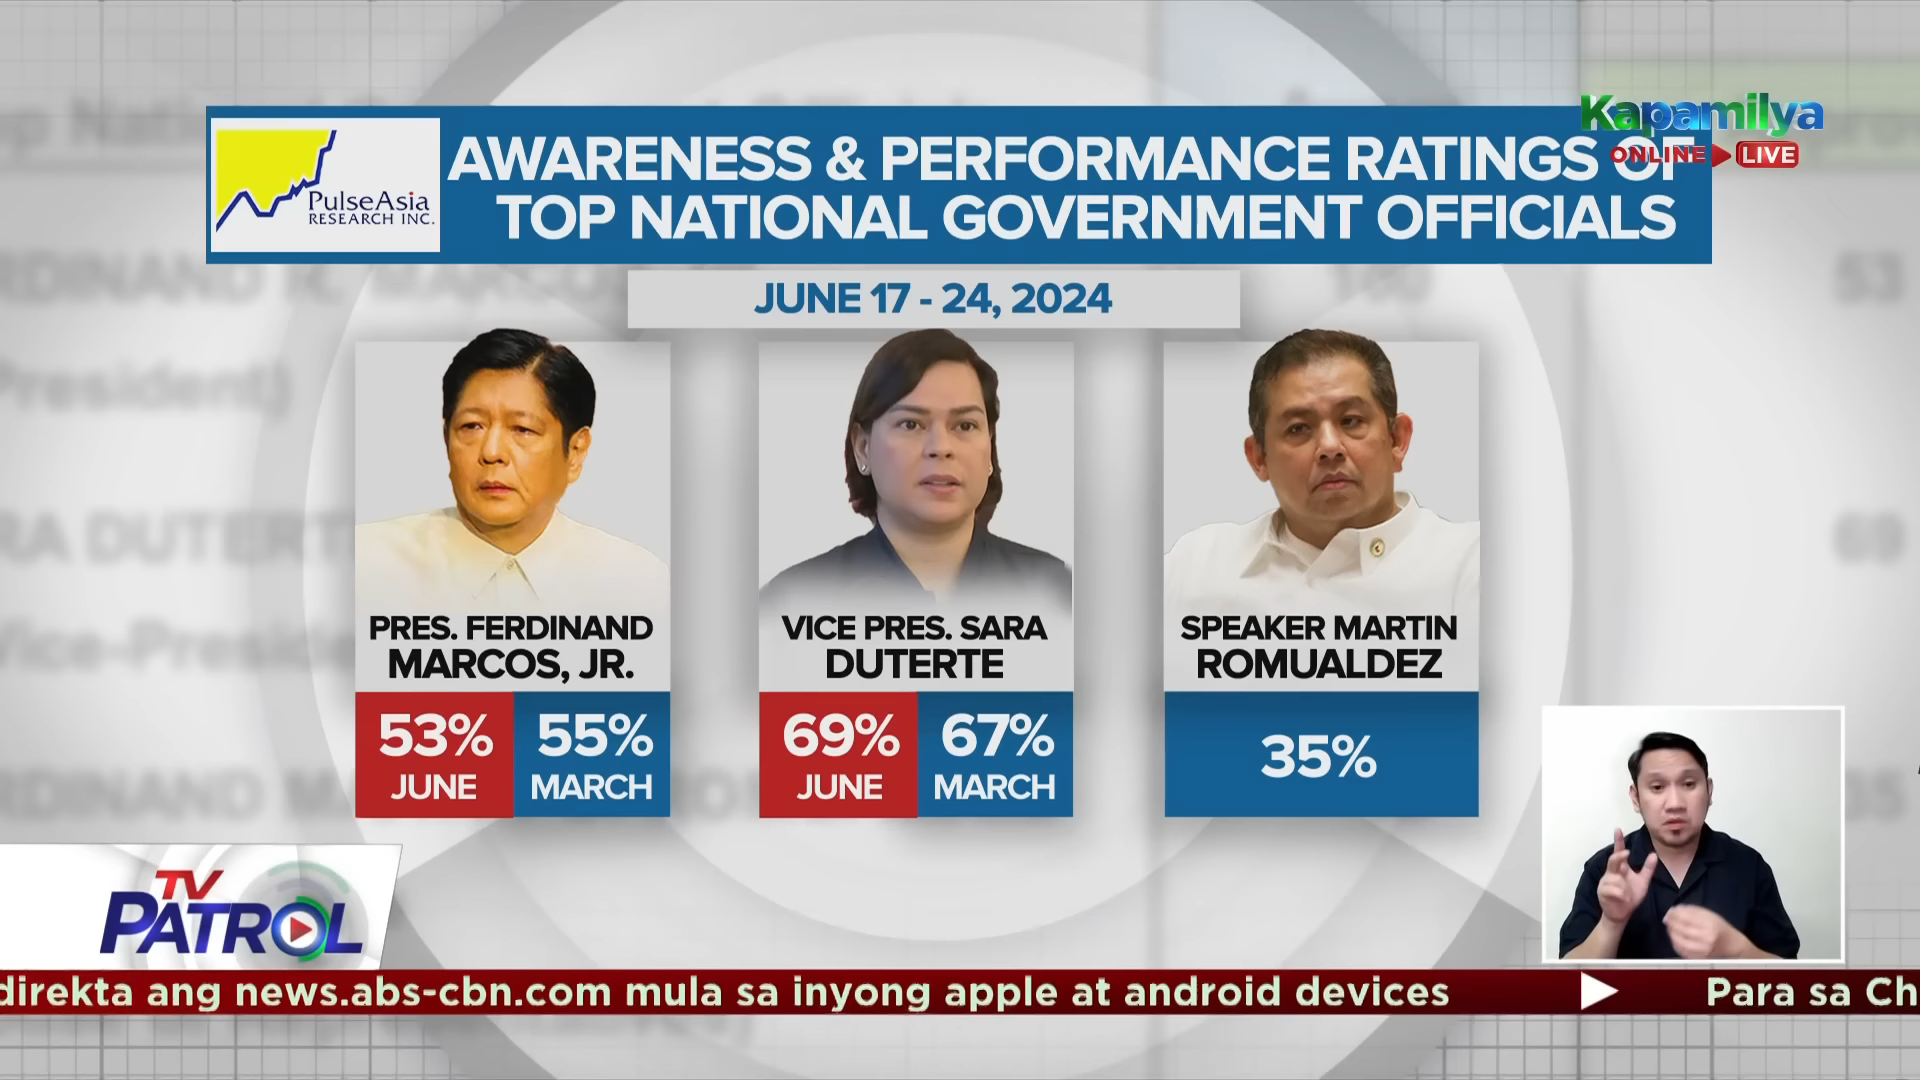 Kapamilya
ONLINE LIVE
PulseAsia
RESEARCH INC.
AWARENESS & PERFORMANCE RATINGS OF
TOP NATIONAL GOVERNMENT OFFICIALS
JUNE 17 - 24, 2024
PRES. FERDINAND
MARCOS, JR.
53%
JUNE
55%
MARCH
VICE PRES. SARA
DUTERTE
69%
JUNE
67%
MARCH
SPEAKER MARTIN
ROMUALDEZ
35%
TV
PATROL
direkta ang news.abs-cbn.com mula sa inyong apple at android devices
Para sa Ch